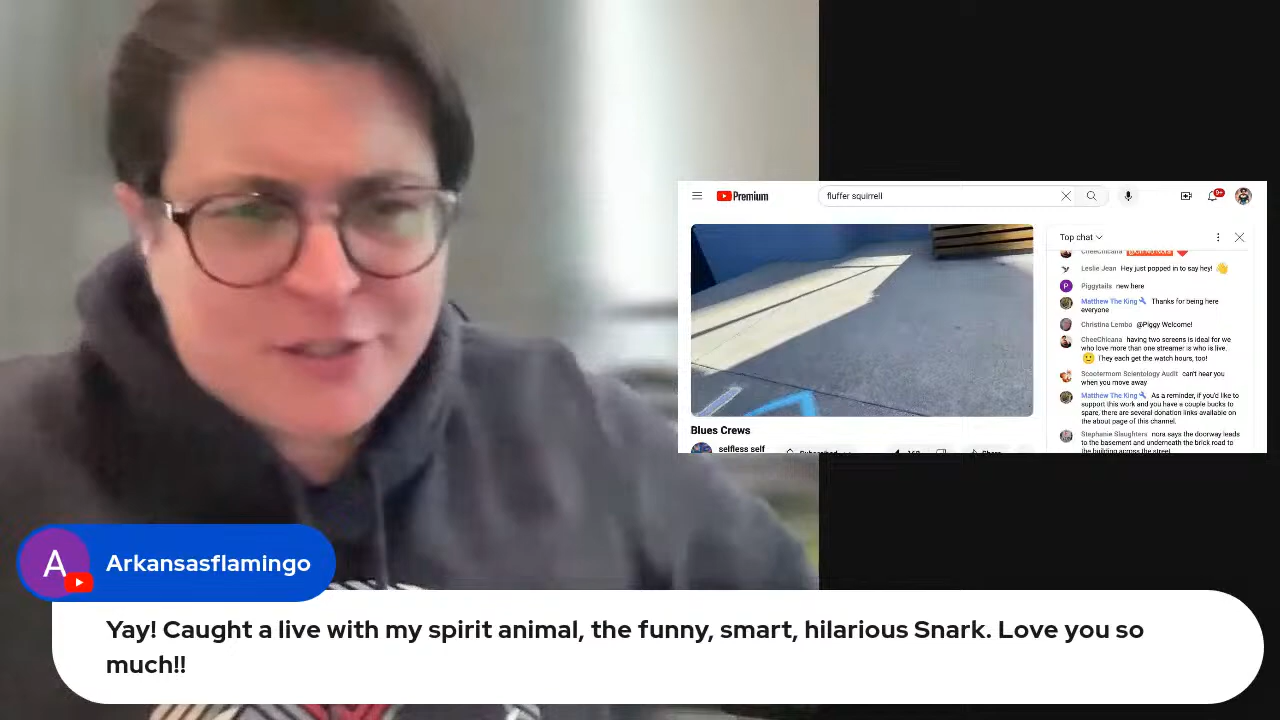 Premium
fluffer squirrell
9+
Top chat
CheeChicana
Leslie Jean Hey just popped in to say hey!
P Piggytails new here
Matthew The King Thanks for being here
everyone
Christina Lembo @Piggy Welcome!
CheeChicana having two screens is ideal for we
who love more than one streamer is who is live.
They each get the watch hours, too!
Scootermom Scientology Audit can't hear you
when you move away
Matthew The King As a reminder, if you'd like to
support this work and you have a couple bucks to
spare, there are several donation links available on
the about page of this channel.
Stephanie Slaughters nora says the doorway leads
to the basement and underneath the brick road to
the building across the street
Blues Crews
selfless self
Subscribed
168
Share
A Arkansasflamingo
Yay! Caught a live with my spirit animal, the funny, smart, hilarious Snark. Love you so
much!!